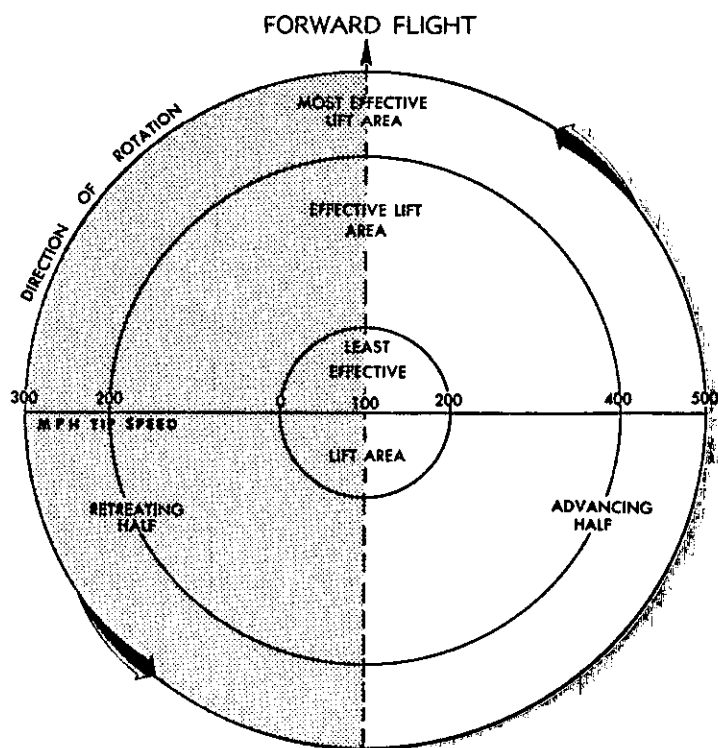 FORWARD FLIGHT
MOST EFFECTIVE
LIFT AREA
DIRECTION OF ROTATION
EFFECTIVE LIFT
AREA
LEAST
EFFECTIVE
300 200 0 100 200 400 500
MPH TIP SPEED
LIFT AREA
RETREATING
HALF
ADVANCING
HALF